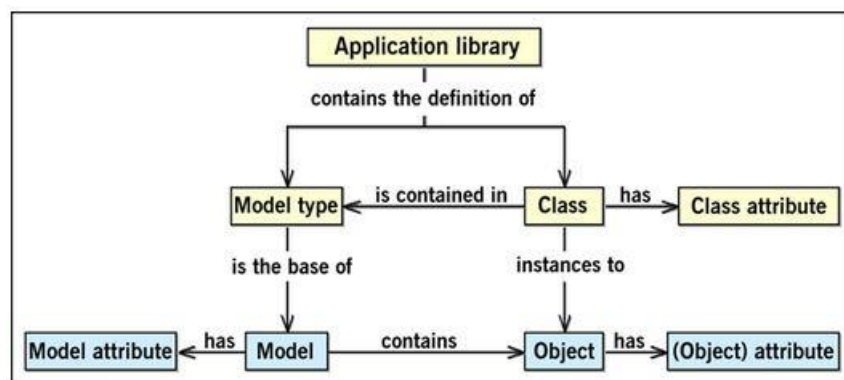 Application library
contains the definition of
Model type
is contained in
Class
has
Class attribute
is the base of
instances to
Model attribute
has
Model
contains
Object
has
(Object) attribute